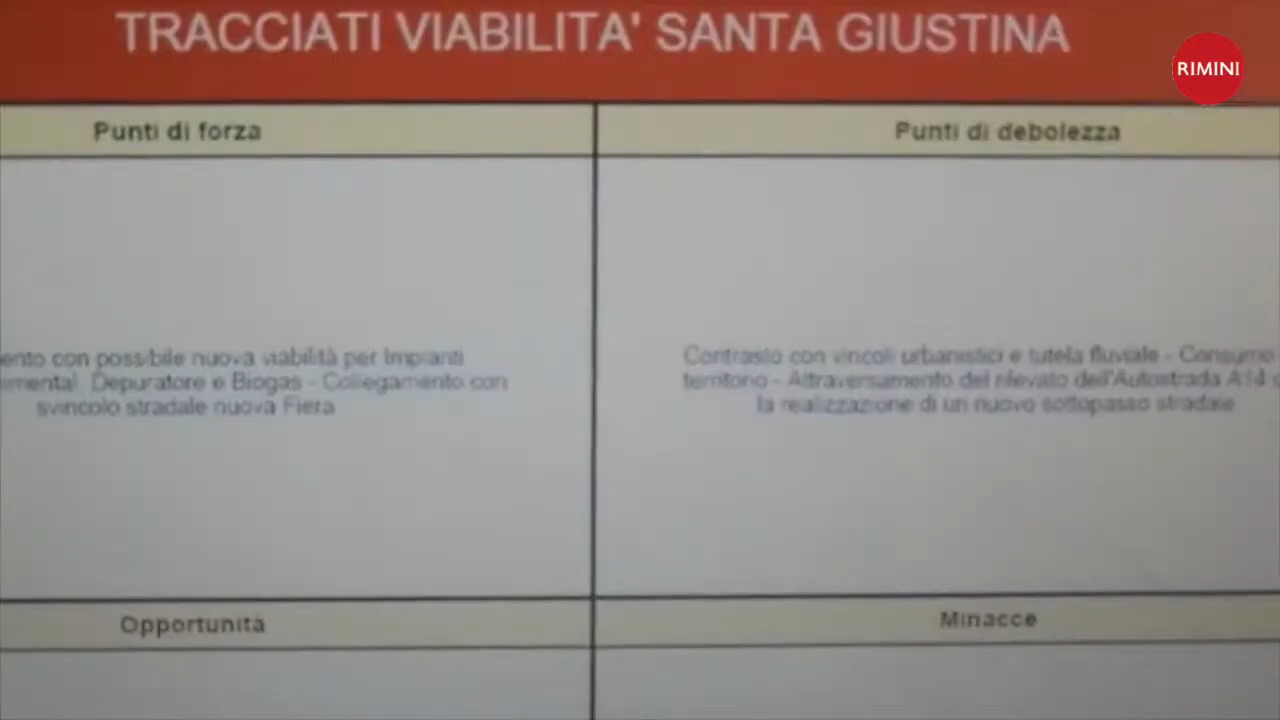 TRACCIATI VIABILITA' SANTA GIUSTINA
RIMINI
Punti di forza
Punti di debolezza
con possibile nuova viabilità per Impianti
Depuratore e Biogas - Collegamento con
svincolo stradale nuova Fiera
Contrasto con vincoli urbanistici e tutela fluviale - Consumo
territorio - Attraversamento del rilevato dell'Autostrada A14
la realizzazione di un nuovo sottopasso stradale
Opportunità
Minacce